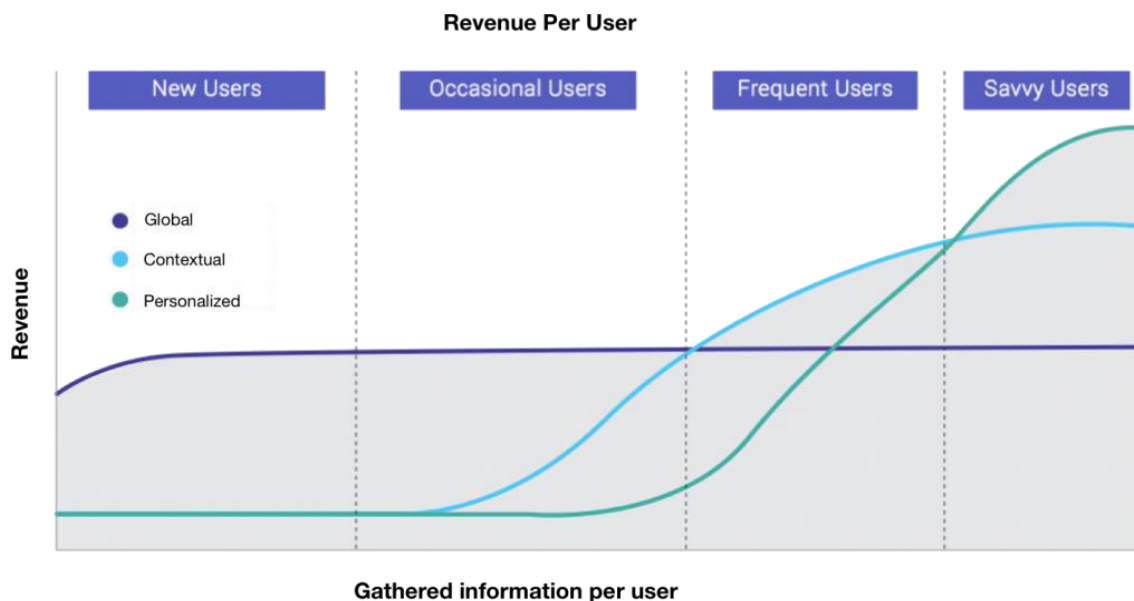 Revenue Per User
New Users
Occasional Users
Frequent Users
Savvy Users
Global
Contextual
Personalized
Revenue
Gathered information per user